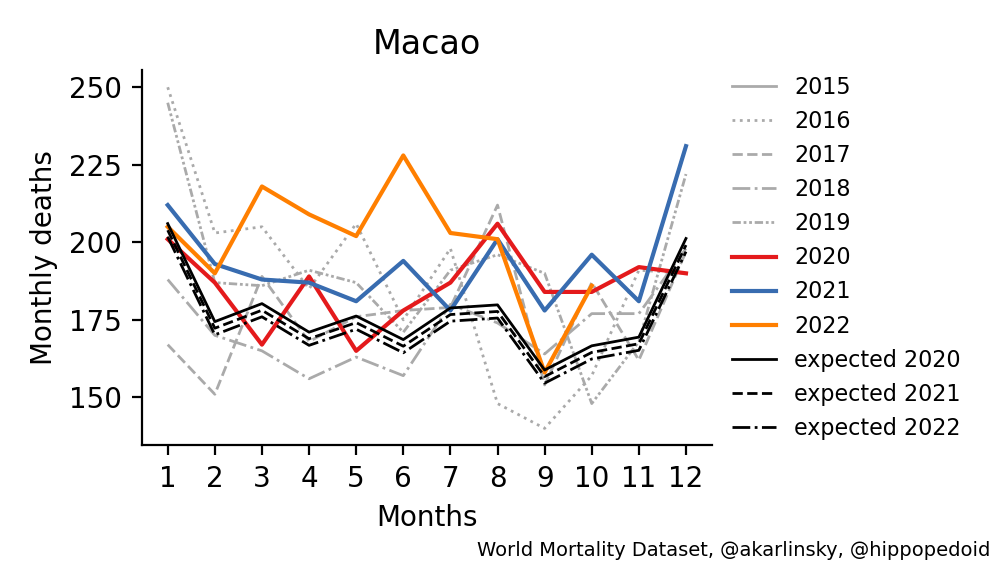 Macao
Monthly deaths
250
225
200
175
150
1 2 3 4 5 6 7 8 9 10 11 12
Months
2015
2016
2017
2018
2019
2020
2021
2022
expected 2020
expected 2021
expected 2022
World Mortality Dataset, @akarlinsky, @hippopedoid